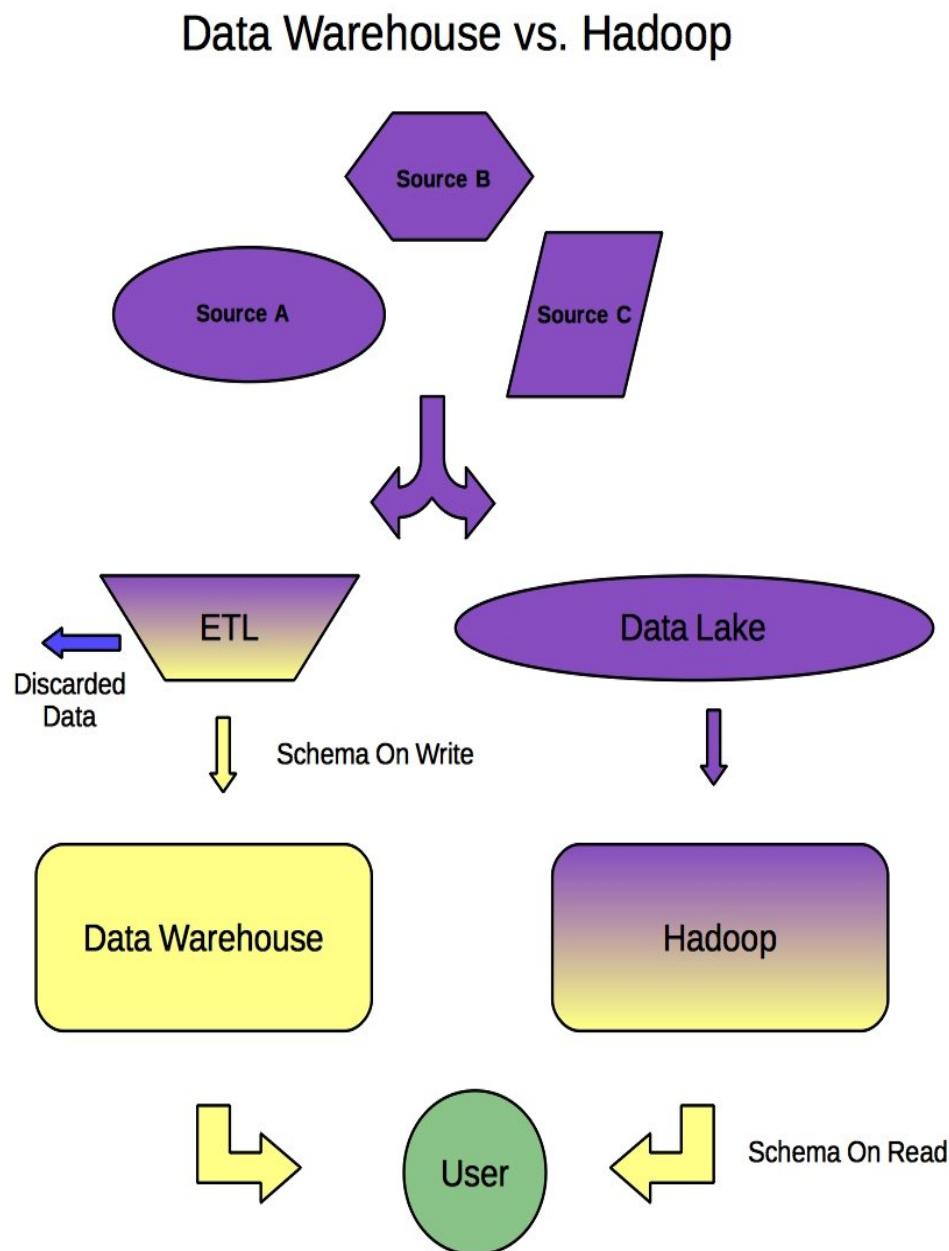 Data Warehouse vs. Hadoop
Source B
Source A
Source C
ETL
Data Lake
Discarded
Data
Schema On Write
Data Warehouse
Hadoop
User
Schema On Read